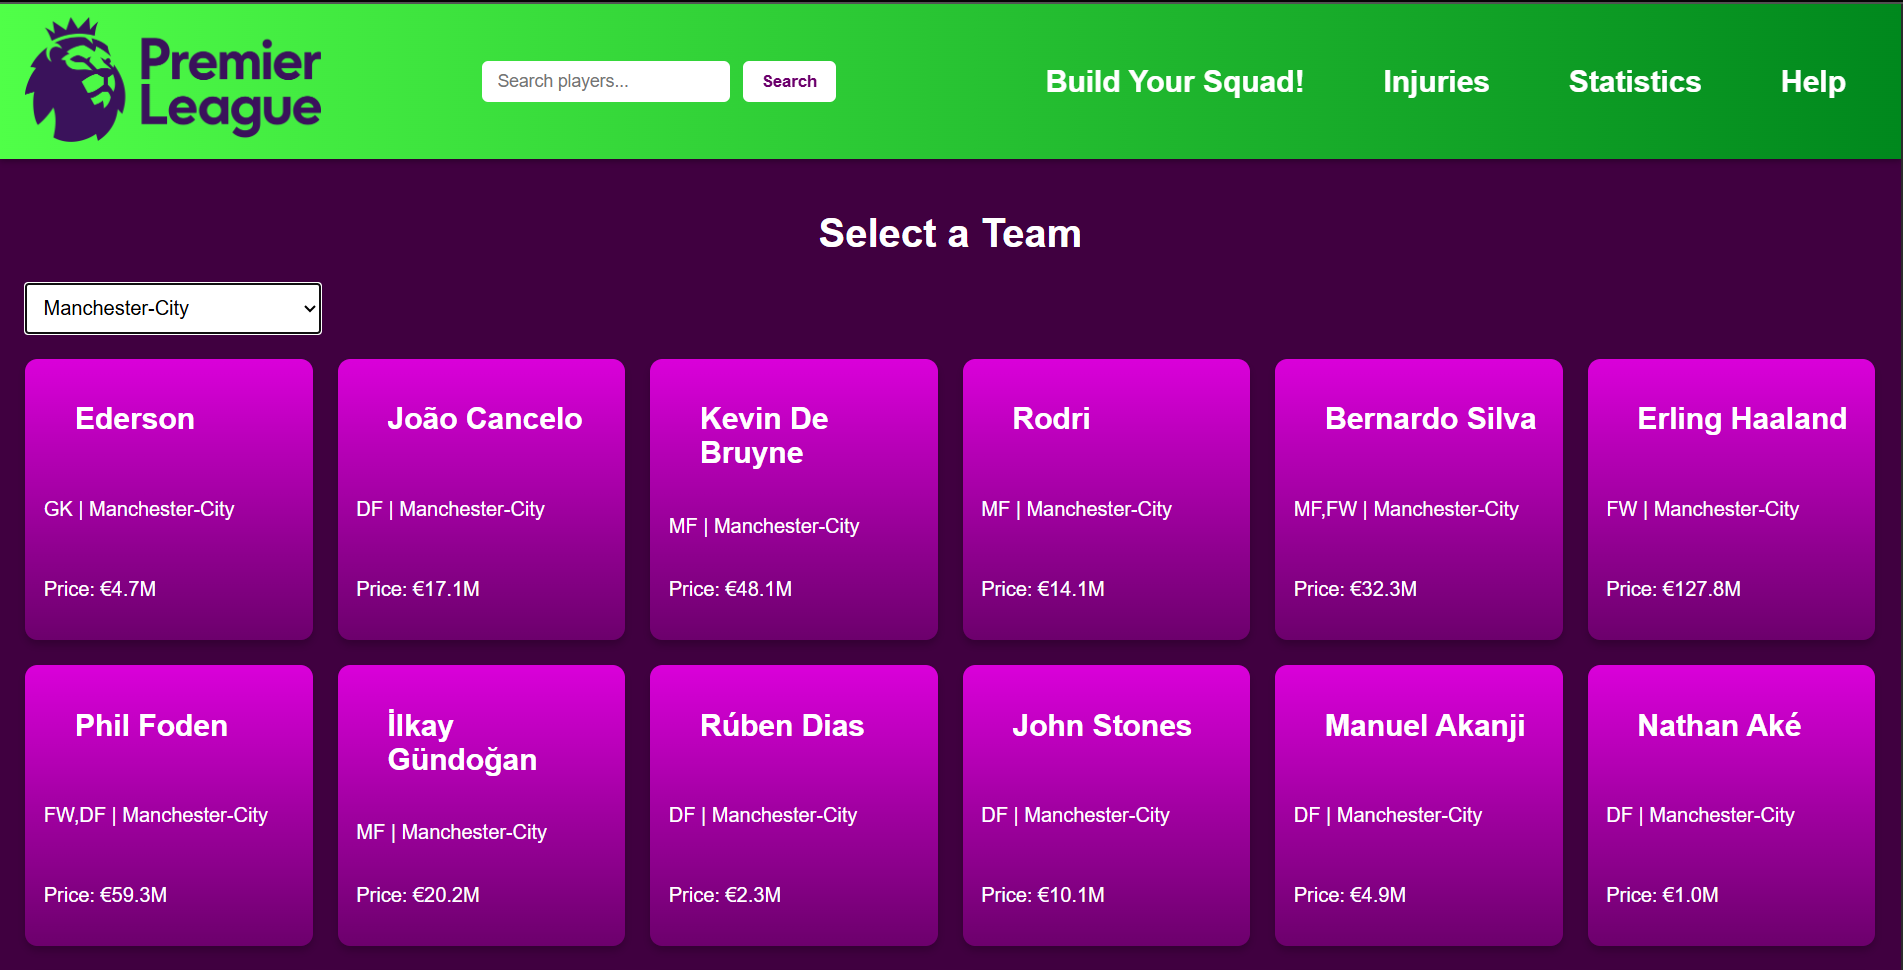 Premier
League
Search players...
Search
Build Your Squad!
Injuries
Statistics
Help
Select a Team
Manchester-City
Ederson
GK | Manchester-City
Price: €4.7M
João Cancelo
DF | Manchester-City
Price: €17.1M
Kevin De
Bruyne
MF | Manchester-City
Price: €48.1M
Rodri
MF | Manchester-City
Price: €14.1M
Bernardo Silva
MF,FW | Manchester-City
Price: €32.3M
Erling Haaland
FW | Manchester-City
Price: €127.8M
Phil Foden
FW,DF | Manchester-City
Price: €59.3M
İlkay
Gündoğan
MF | Manchester-City
Price: €20.2M
Rúben Dias
DF | Manchester-City
Price: €2.3M
John Stones
DF | Manchester-City
Price: €10.1M
Manuel Akanji
DF | Manchester-City
Price: €4.9M
Nathan Aké
DF | Manchester-City
Price: €1.0M